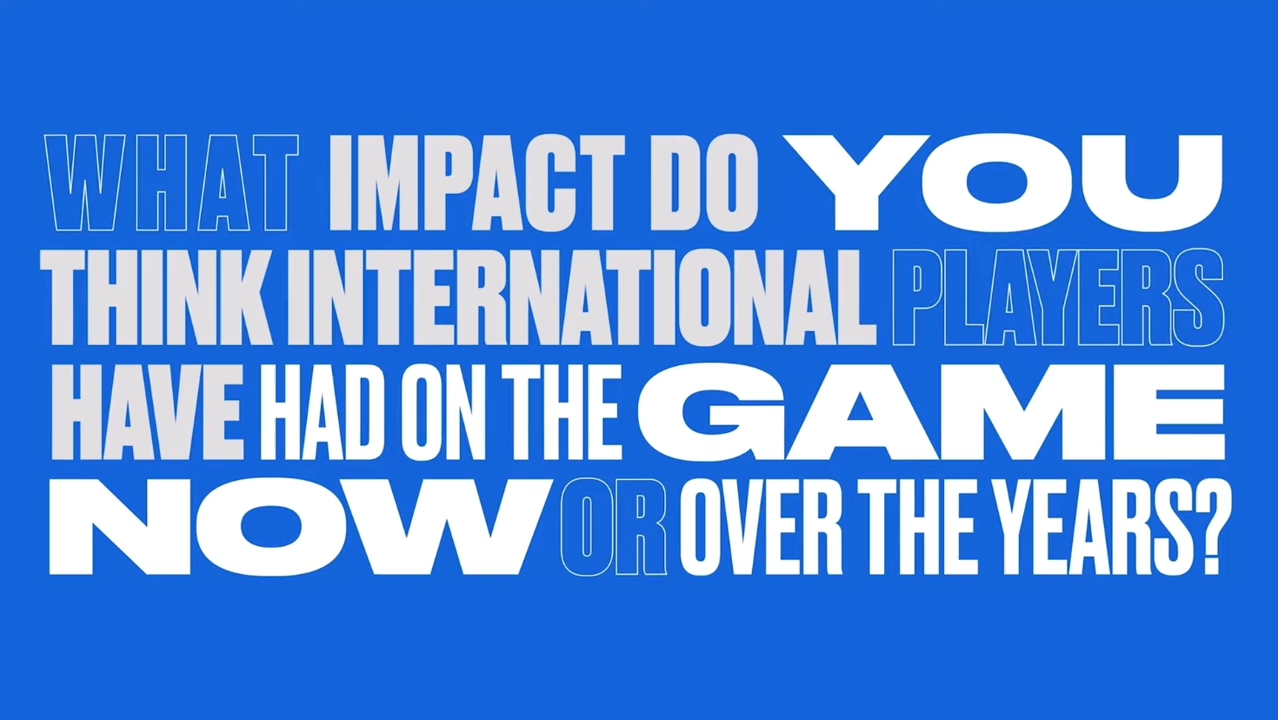 WHAT IMPACT DO YOU
THINK INTERNATIONAL PLAYERS
HAVE HAD ON THE GAME
NOW OR OVER THE YEARS?